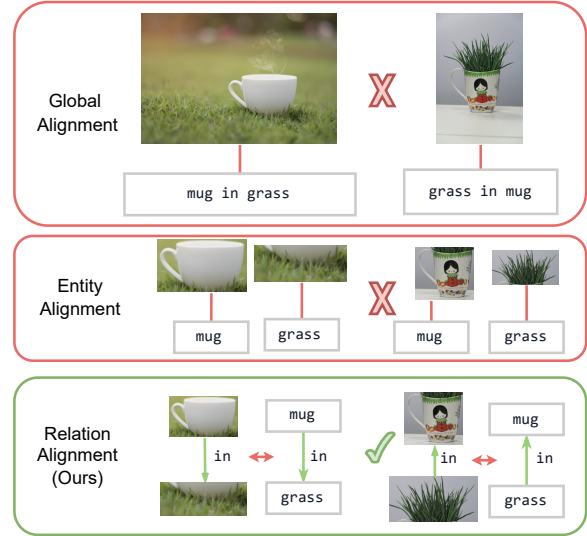 Global
Alignment
mug in grass
grass in mug
Entity
Alignment
mug
grass
mug
grass
Relation
Alignment
(Ours)
in
mug
in
grass
in
mug
in
grass